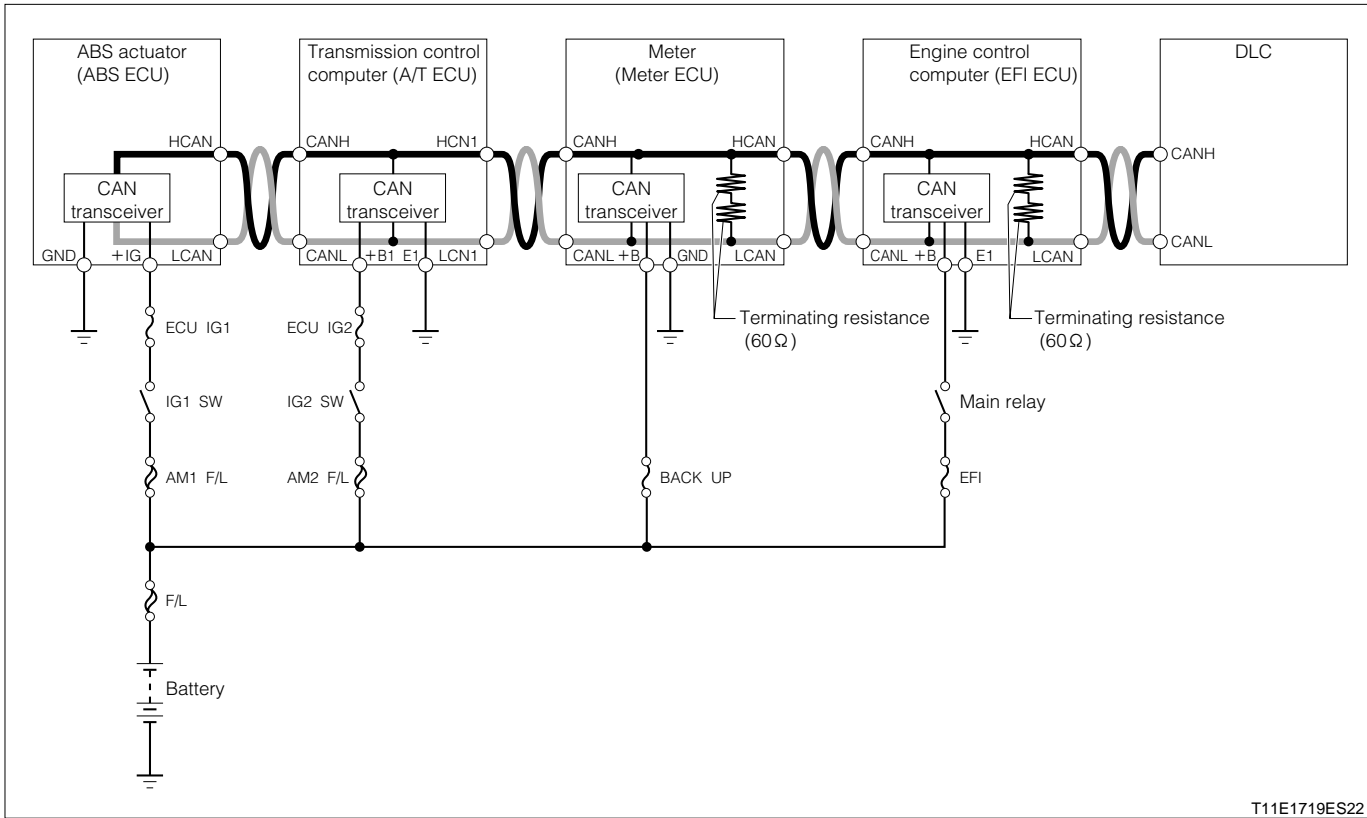 ABS actuator
(ABS ECU)
Transmission control
computer (A/T ECU)
Meter
(Meter ECU)
Engine control
computer (EFI ECU)
DLC
HCAN
CANH
HCN1
CANH
HCAN
CANH
HCAN
CANH
CAN
transceiver
CAN
transceiver
CAN
transceiver
CAN
transceiver
CANL
GND
+IG
LCAN
CANL
+B1
E1
LCN1
CANL
+B
GND
LCAN
CANL
+B
E1
LCAN
Terminating resistance
(60Ω)
Terminating resistance
(60Ω)
ECU IG1
ECU IG2
IG1 SW
IG2 SW
Main relay
AM1 F/L
AM2 F/L
BACK UP
EFI
F/L
Battery
T11E1719ES22